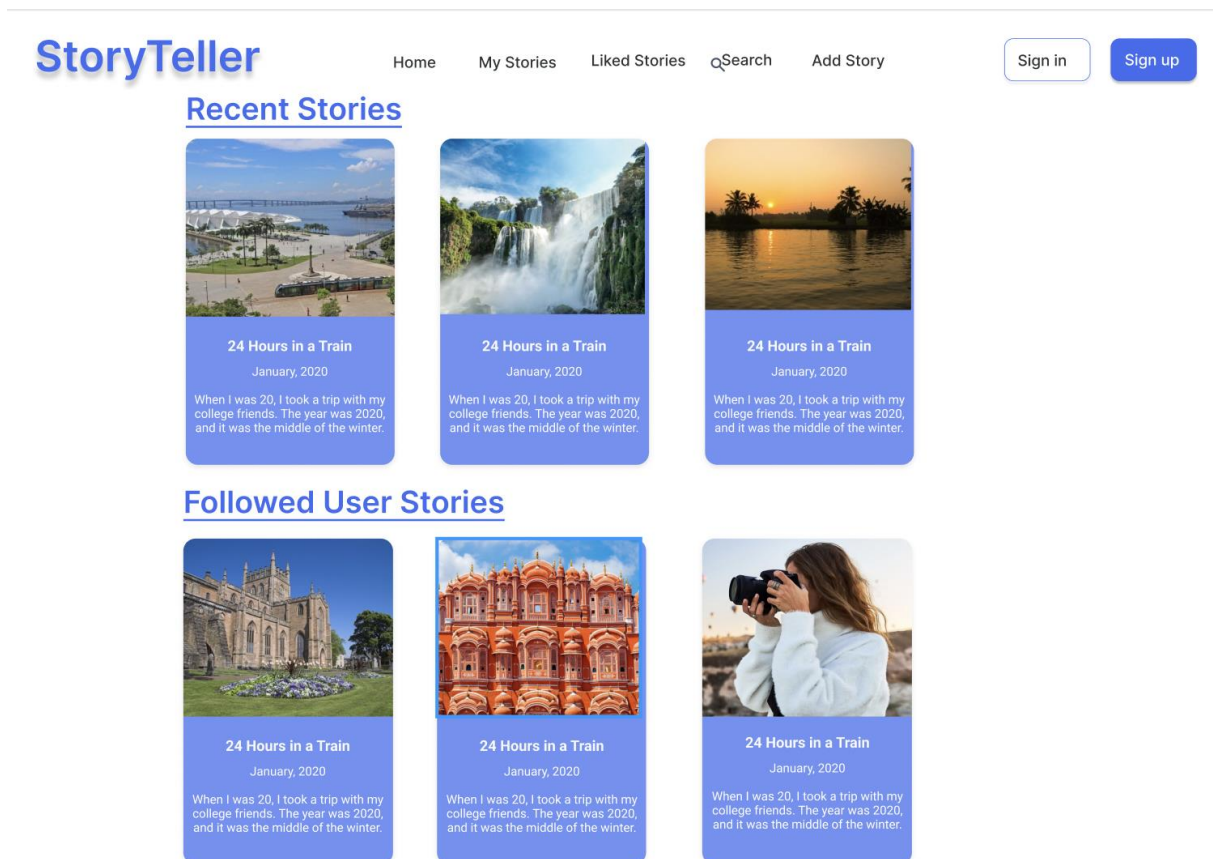 StoryTeller
Home My Stories Liked Stories Search Add Story Sign in Sign up
Recent Stories
24 Hours in a Train
January, 2020
When I was 20, I took a trip with my
college friends. The year was 2020,
and it was the middle of the winter.
24 Hours in a Train
January, 2020
When I was 20, I took a trip with my
college friends. The year was 2020,
and it was the middle of the winter.
24 Hours in a Train
January, 2020
When I was 20, I took a trip with my
college friends. The year was 2020,
and it was the middle of the winter.
Followed User Stories
24 Hours in a Train
January, 2020
When I was 20, I took a trip with my
college friends. The year was 2020,
and it was the middle of the winter.
24 Hours in a Train
January, 2020
When I was 20, I took a trip with my
college friends. The year was 2020,
and it was the middle of the winter.
24 Hours in a Train
January, 2020
When I was 20, I took a trip with my
college friends. The year was 2020,
and it was the middle of the winter.